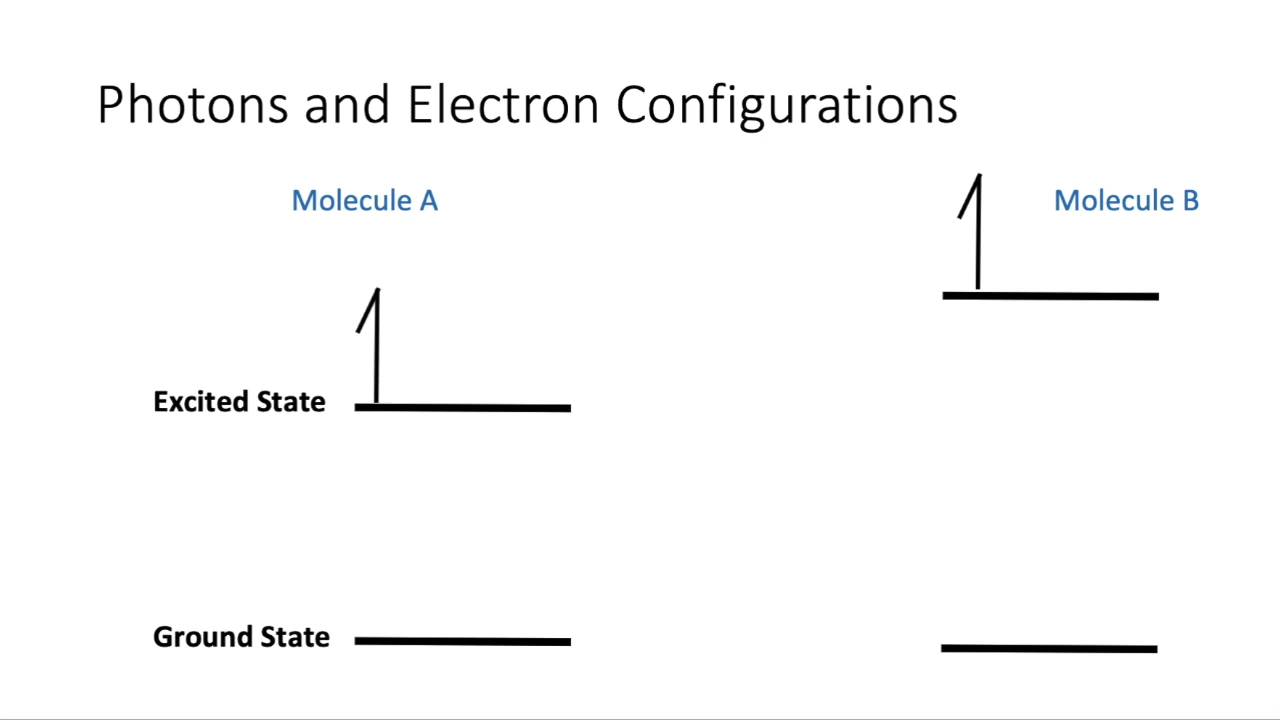 Photons and Electron Configurations
Molecule A
Molecule B
Excited State
Ground State